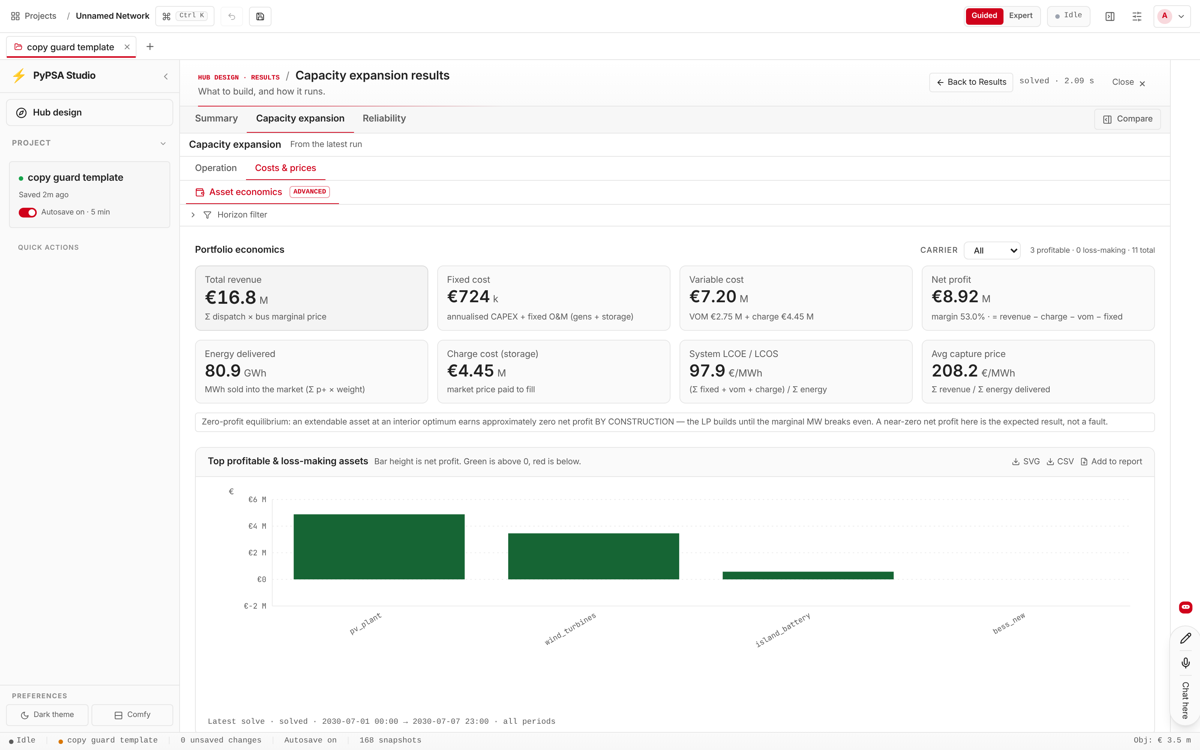 Projects / Unnamed Network Ctrl K Guided Expert Idle A
copy guard template × +
PyPSA Studio
Hub design
PROJECT
copy guard template
Saved 2m ago
Autosave on · 5 min
QUICK ACTIONS
PREFERENCES
Dark theme Comfy
HUB DESIGN · RESULTS / Capacity expansion results
What to build, and how it runs.
← Back to Results solved · 2.09 s Close ×
Summary Capacity expansion Reliability Compare
Capacity expansion From the latest run
Operation Costs & prices
Asset economics ADVANCED
Horizon filter
Portfolio economics CARRIER All 3 profitable · 0 loss-making · 11 total
Total revenue
€16.8 M
Σ dispatch × bus marginal price
Fixed cost
€724 k
annualised CAPEX + fixed O&M (gens + storage)
Variable cost
€7.20 M
VOM €2.75 M + charge €4.45 M
Net profit
€8.92 M
margin 53.0% · = revenue − charge − vom − fixed
Energy delivered
80.9 GWh
MWh sold into the market (Σ p+ × weight)
Charge cost (storage)
€4.45 M
market price paid to fill
System LCOE / LCOS
97.9 €/MWh
(Σ fixed + vom + charge) / Σ energy
Avg capture price
208.2 €/MWh
Σ revenue / Σ energy delivered
Zero-profit equilibrium: an extendable asset at an interior optimum earns approximately zero net profit BY CONSTRUCTION — the LP builds until the marginal MW breaks even. A near-zero net profit here is the expected result, not a fault.
Top profitable & loss-making assets Bar height is net profit. Green is above 0, red is below. SVG CSV Add to report
€
€6 M
€4 M
€2 M
€0
€-2 M
pv_plant
wind_turbines
island_battery
bess_new
Latest solve · solved · 2030-07-01 00:00 → 2030-07-07 23:00 · all periods
Chat here
Idle copy guard template 0 unsaved changes Autosave on 168 snapshots Obj: € 3.5 m